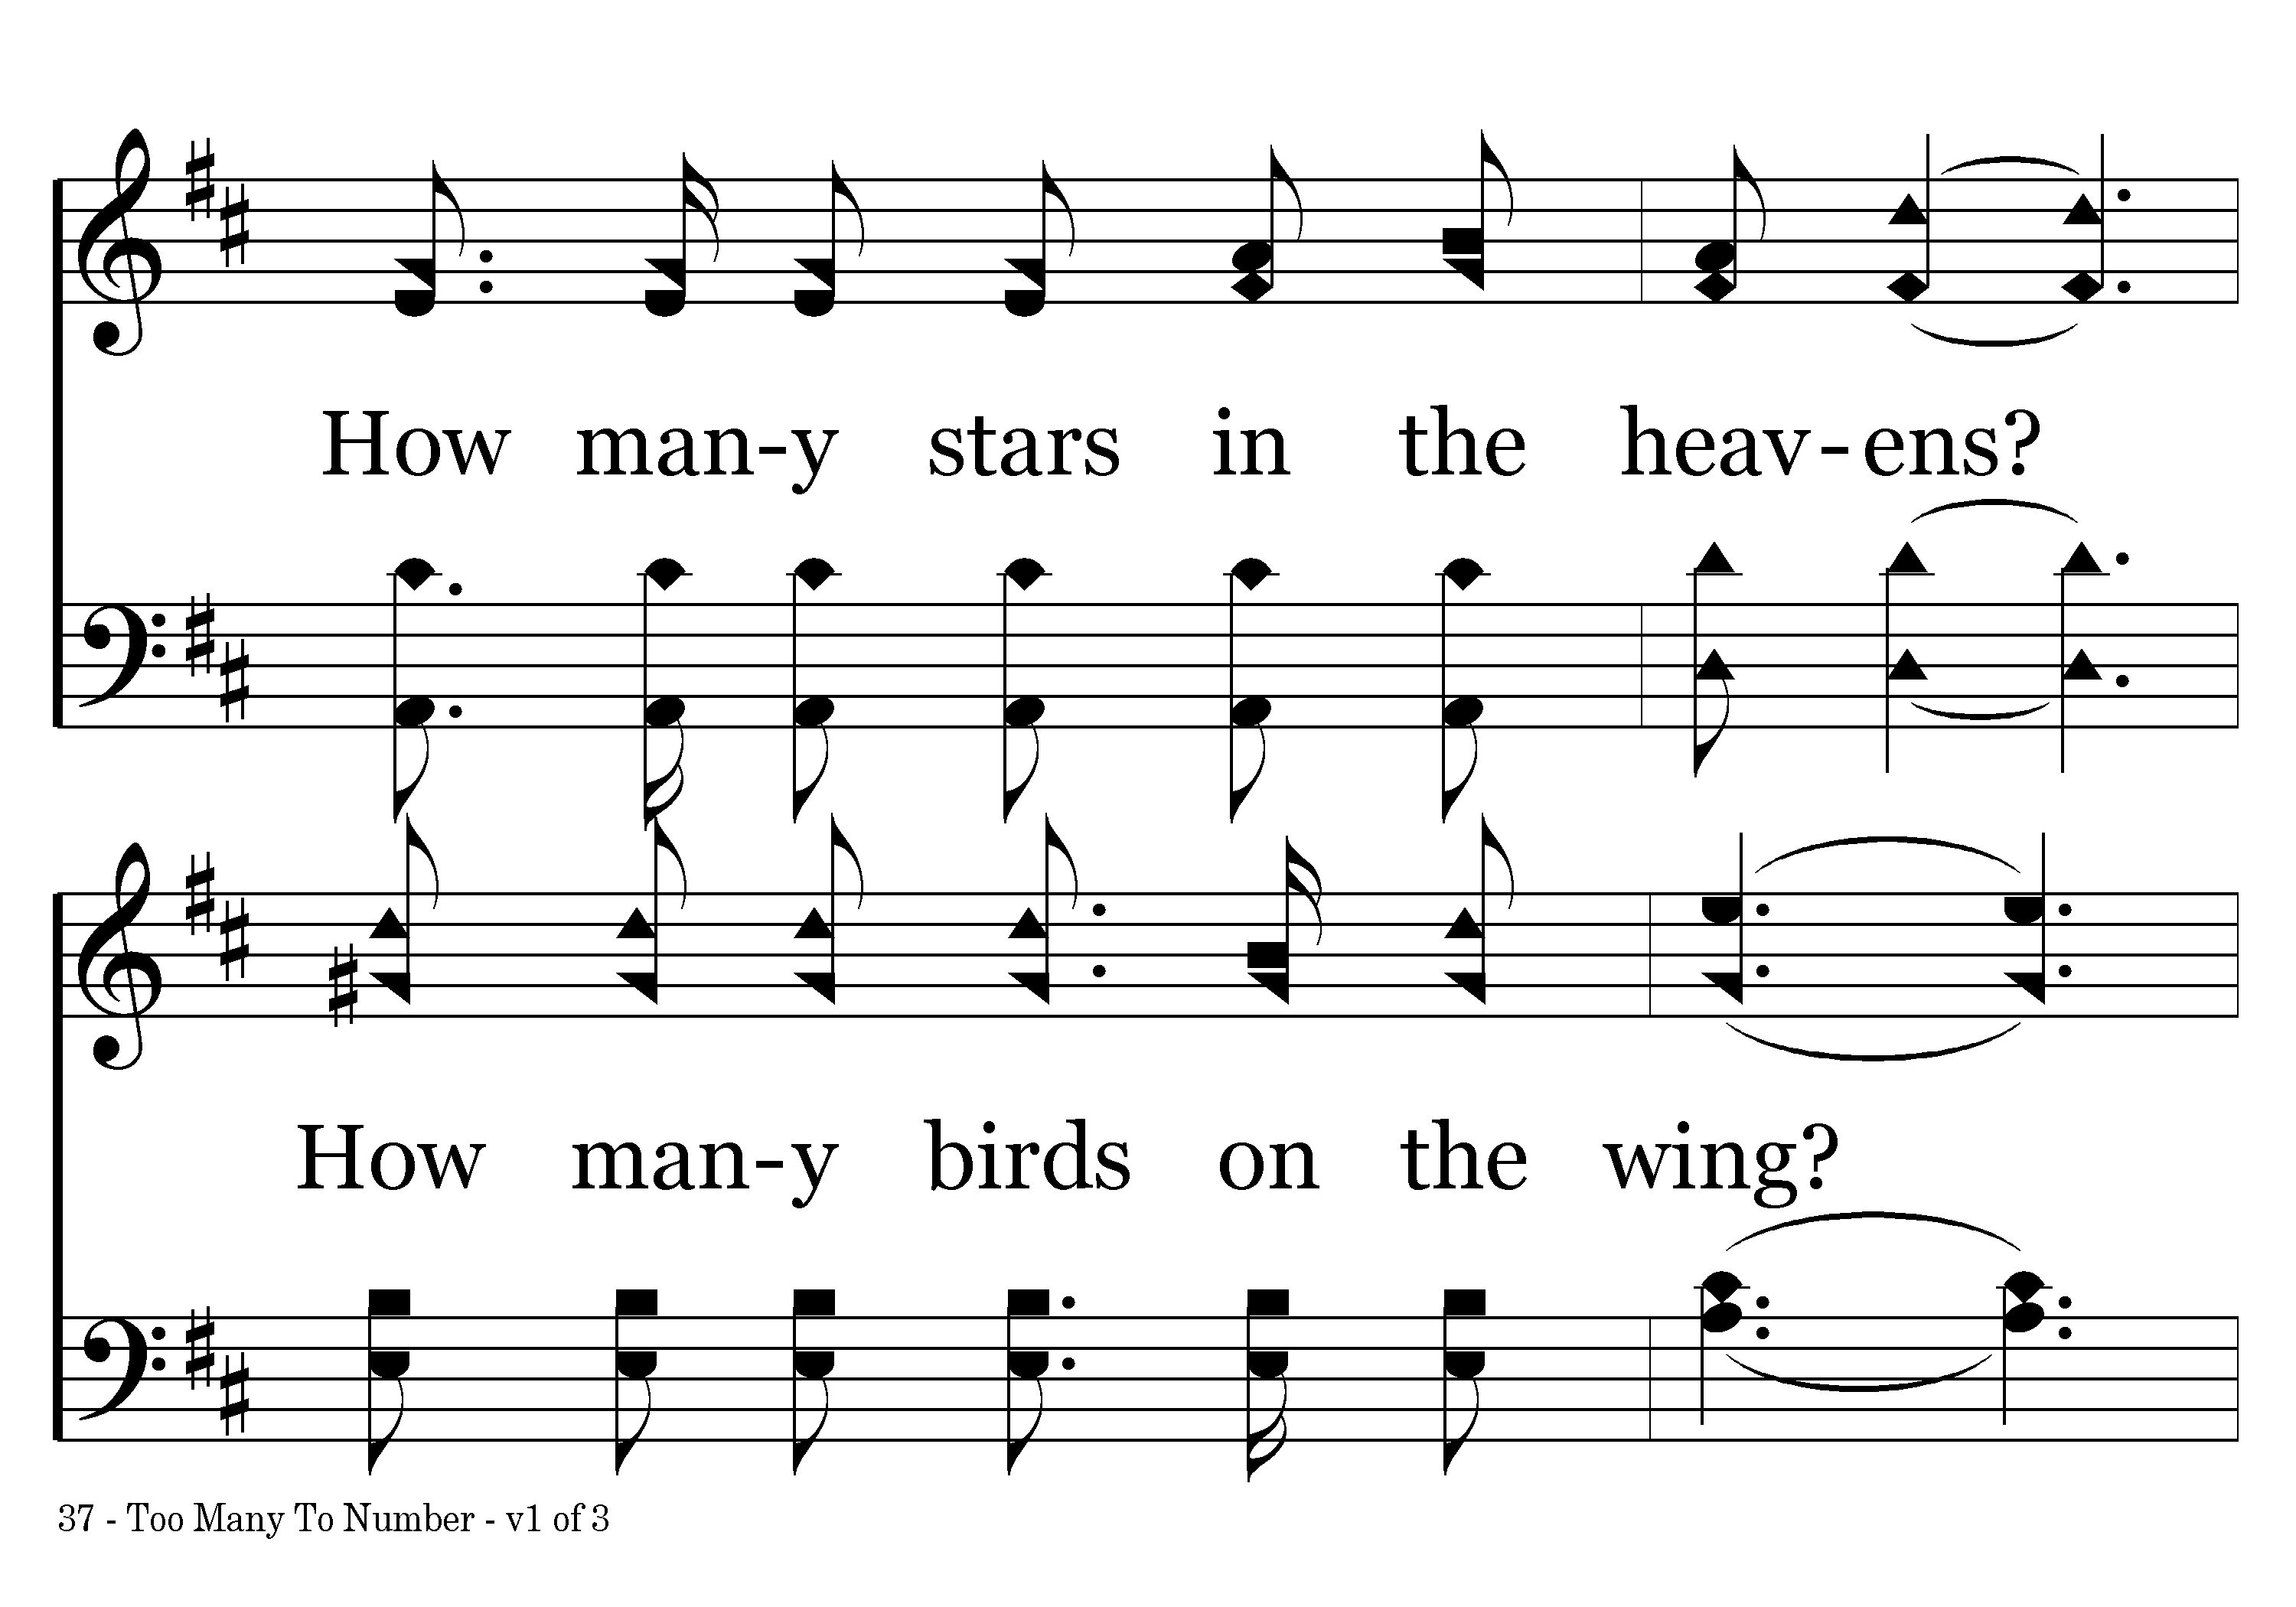 How man-y stars in the heav-ens?
How man-y birds on the wing?
37 - Too Many To Number - v1 of 3